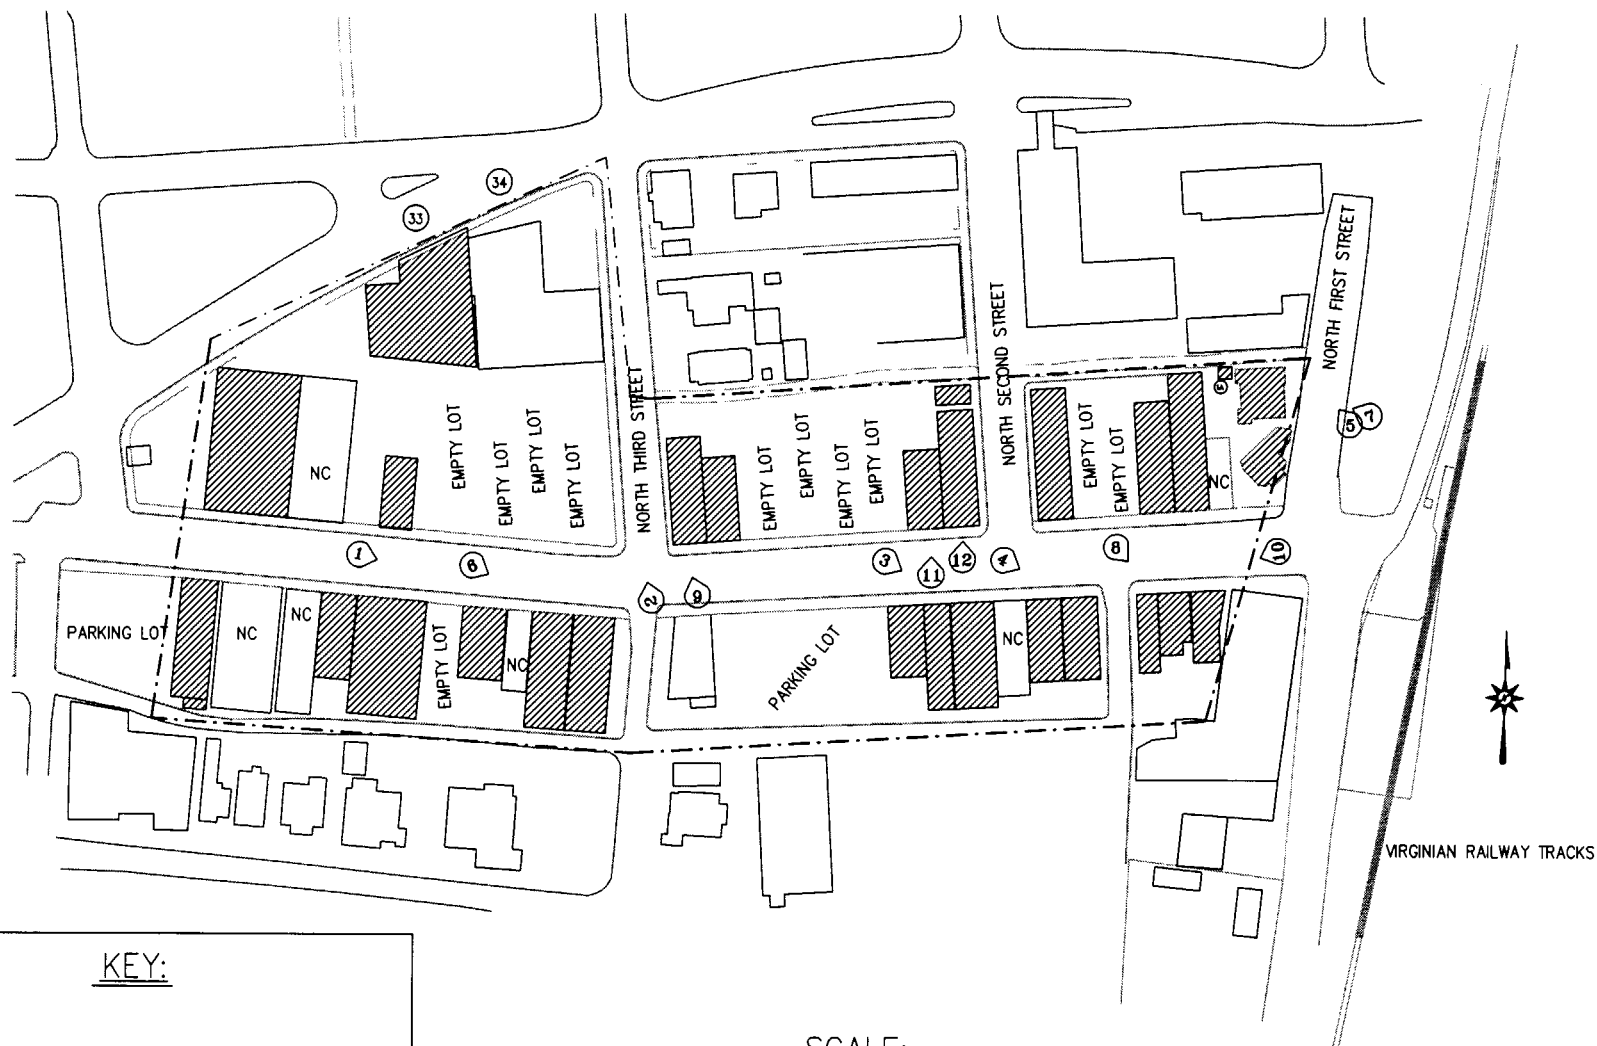 34
33
NORTH FIRST STREET
NORTH SECOND STREET
NORTH THIRD STREET
5
7
EMPTY LOT
EMPTY LOT
EMPTY LOT
EMPTY LOT
EMPTY LOT
EMPTY LOT
EMPTY LOT
EMPTY LOT
EMPTY LOT
EMPTY LOT
NC
NC
1
6
3
11
12
4
8
10
2
9
PARKING LOT
NC
NC
EMPTY LOT
NC
PARKING LOT
NC
VIRGINIAN RAILWAY TRACKS
KEY:
SCALE: